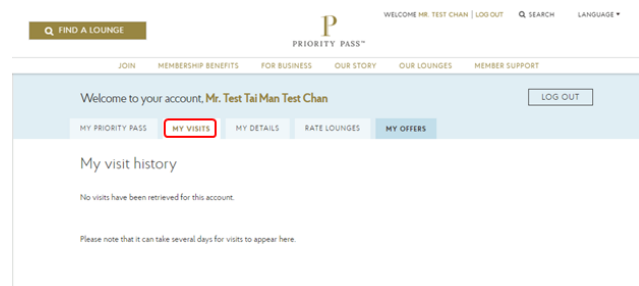 FIND A LOUNGE
WELCOME MR. TEST CHAN | LOG OUT
SEARCH
LANGUAGE
P
PRIORITY PASS™
JOIN
MEMBERSHIP BENEFITS
FOR BUSINESS
OUR STORY
OUR LOUNGES
MEMBER SUPPORT
Welcome to your account, Mr. Test Tai Man Test Chan
LOG OUT
MY PRIORITY PASS
MY VISITS
MY DETAILS
RATE LOUNGES
MY OFFERS
My visit history
No visits have been retrieved for this account.
Please note that it can take several days for visits to appear here.